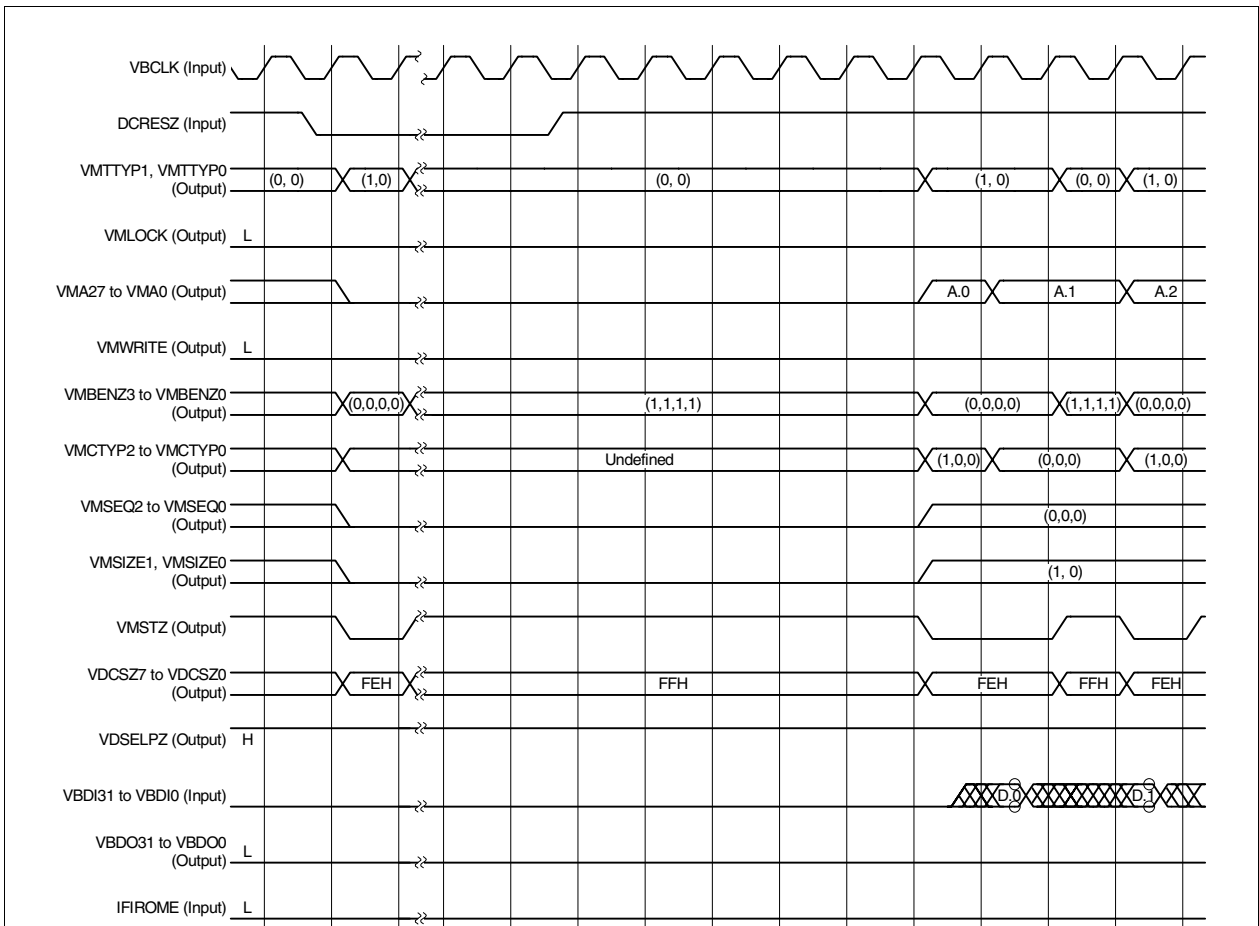 VBCLK (Input)
DCRESZ (Input)
VMTTYP1, VMTTYP0
(Output)
(0, 0) (1,0) (0, 0) (1, 0) (0, 0) (1, 0)
VMLOCK (Output) L
VMA27 to VMA0 (Output) A.0 A.1 A.2
VMWRITE (Output) L
VMBENZ3 to VMBENZ0
(Output)
(0,0,0,0) (1,1,1,1) (0,0,0,0) (1,1,1,1) (0,0,0,0)
VMCTYP2 to VMCTYP0
(Output)
Undefined (1,0,0) (0,0,0) (1,0,0)
VMSEQ2 to VMSEQ0
(Output)
(0,0,0)
VMSIZE1, VMSIZE0
(Output)
(1, 0)
VMSTZ (Output)
VDCSZ7 to VDCSZ0
(Output)
FEH FFH FEH FFH FEH
VDSELPZ (Output) H
VBDI31 to VBDI0 (Input) D.0 D.1
VBDO31 to VBDO0
(Output)
L
IFIROME (Input) L